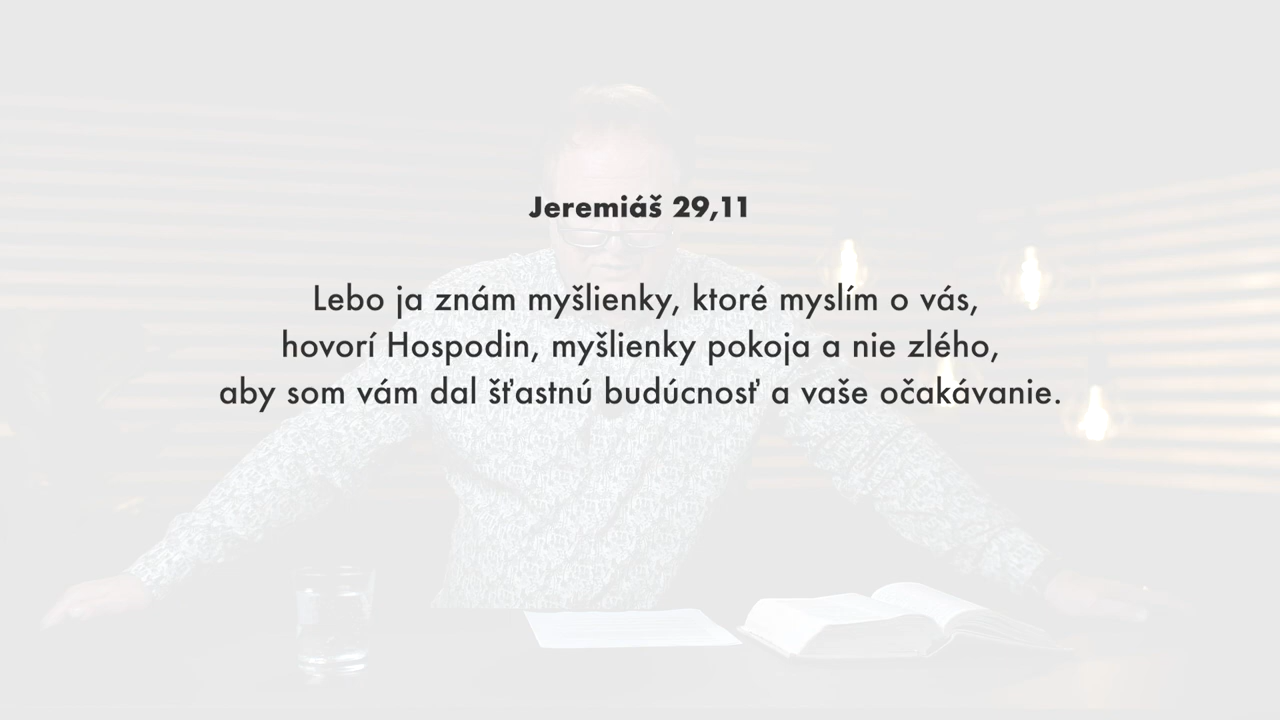 Jeremiáš 29,11
Lebo ja znám myšlienky, ktoré myslím o vás,
hovorí Hospodin, myšlienky pokoja a nie zlého,
aby som vám dal šťastnú budúcnosť a vaše očakávanie.